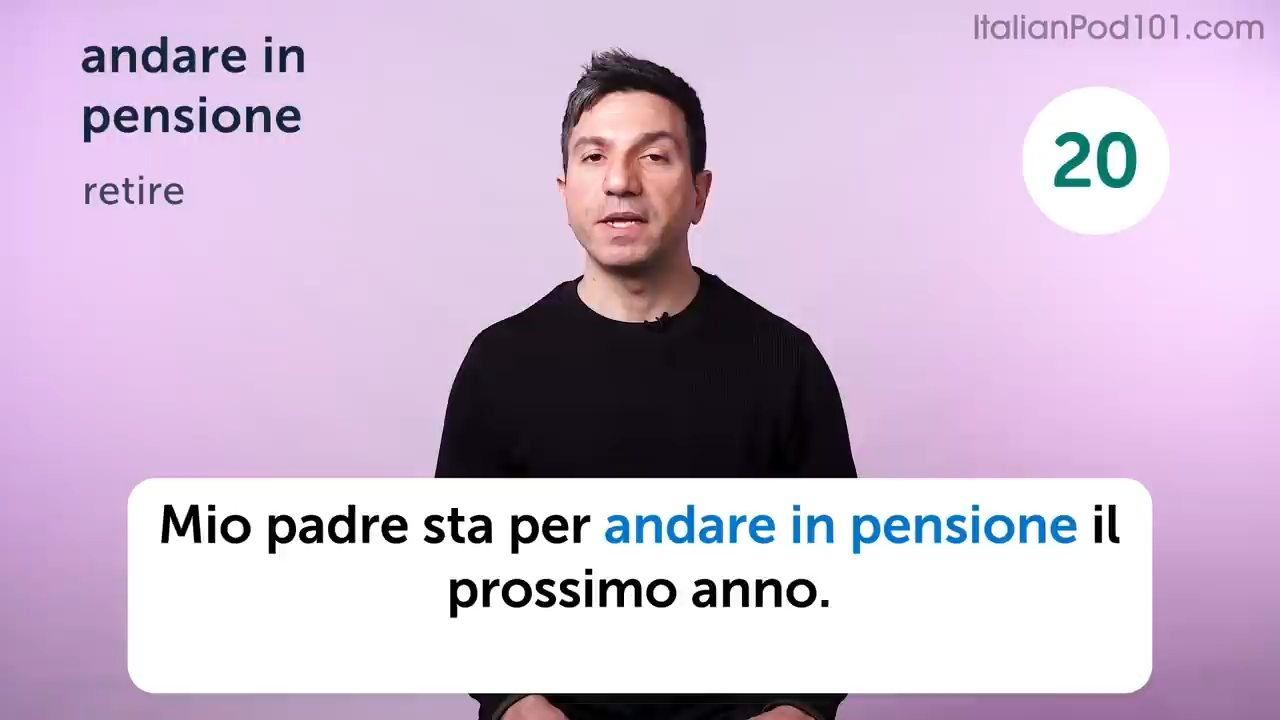 ItalianPod101.com
andare in
pensione
retire
20
Mio padre sta per andare in pensione il
prossimo anno.